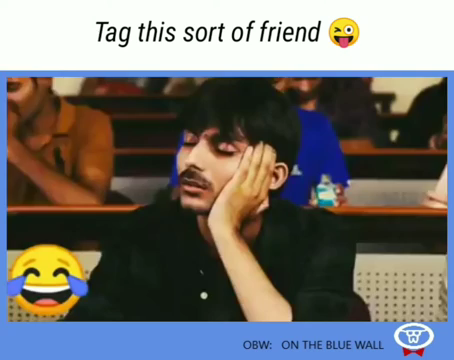 Tag this sort of friend 😜
OBW: ON THE BLUE WALL